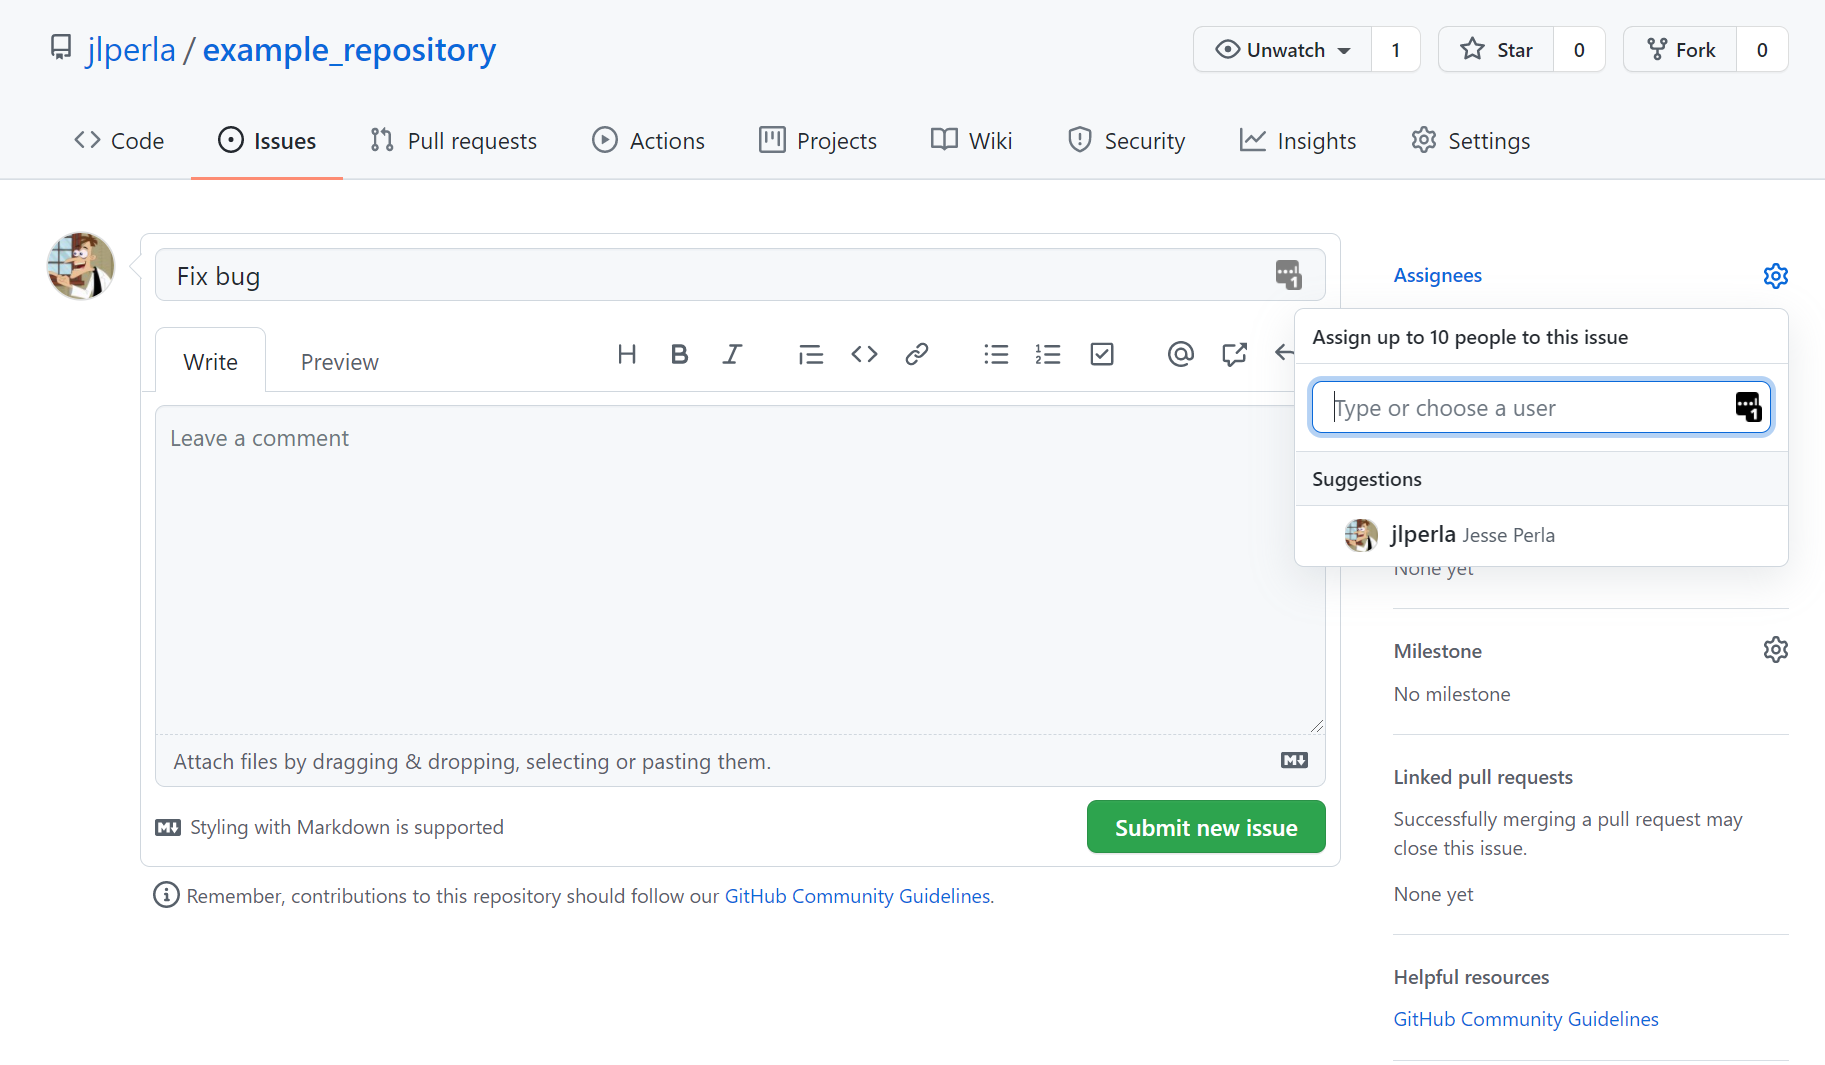 jlperla / example_repository
Unwatch 1
Star 0
Fork 0
Code
Issues
Pull requests
Actions
Projects
Wiki
Security
Insights
Settings
Fix bug
1
Write
Preview
H B I
Leave a comment
Attach files by dragging & dropping, selecting or pasting them.
M
Styling with Markdown is supported
Submit new issue
Remember, contributions to this repository should follow our GitHub Community Guidelines.
Assignees
Assign up to 10 people to this issue
Type or choose a user
1
Suggestions
jlperla Jesse Perla
None yet
Milestone
No milestone
Linked pull requests
Successfully merging a pull request may
close this issue.
None yet
Helpful resources
GitHub Community Guidelines